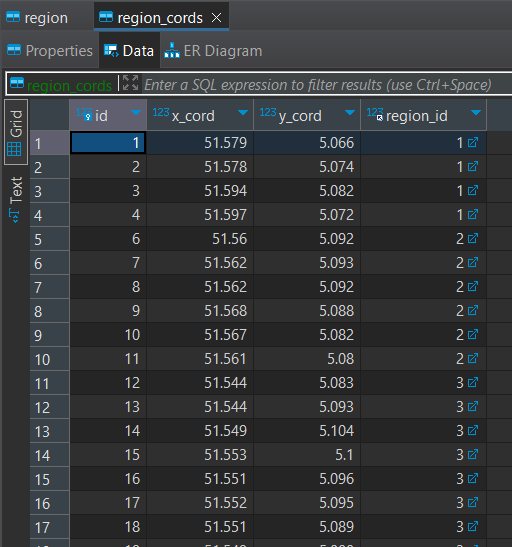 region region_cords
Properties Data ER Diagram
region_cords Enter a SQL expression to filter results (use Ctrl+Space)
Grid
Text
123 id 123 x_cord 123 y_cord 123 region_id
1 1 51.579 5.066 1
2 2 51.578 5.074 1
3 3 51.594 5.082 1
4 4 51.597 5.072 1
5 6 51.56 5.092 2
6 7 51.562 5.093 2
7 8 51.562 5.092 2
8 9 51.568 5.088 2
9 10 51.567 5.082 2
10 11 51.561 5.08 2
11 12 51.544 5.083 3
12 13 51.544 5.093 3
13 14 51.549 5.104 3
14 15 51.553 5.1 3
15 16 51.551 5.096 3
16 17 51.552 5.095 3
17 18 51.551 5.089 3